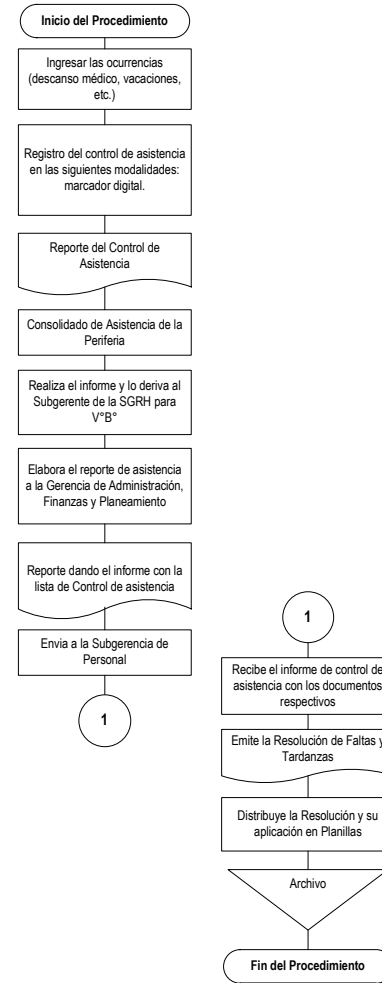 Inicio del Procedimiento
Ingresar las ocurrencias
(descanso médico, vacaciones,
etc.)
Registro del control de asistencia
en las siguientes modalidades:
marcador digital.
Reporte del Control de
Asistencia
Consolidado de Asistencia de la
Periferia
Realiza el informe y lo deriva al
Subgerente de la SGRH para
V°B°
Elabora el reporte de asistencia
a la Gerencia de Administración,
Finanzas y Planeamiento
Reporte dando el informe con la
lista de Control de asistencia
Envia a la Subgerencia de
Personal
1
1
Recibe el informe de control de
asistencia con los documentos
respectivos
Emite la Resolución de Faltas y
Tardanzas
Distribuye la Resolución y su
aplicación en Planillas
Archivo
Fin del Procedimiento